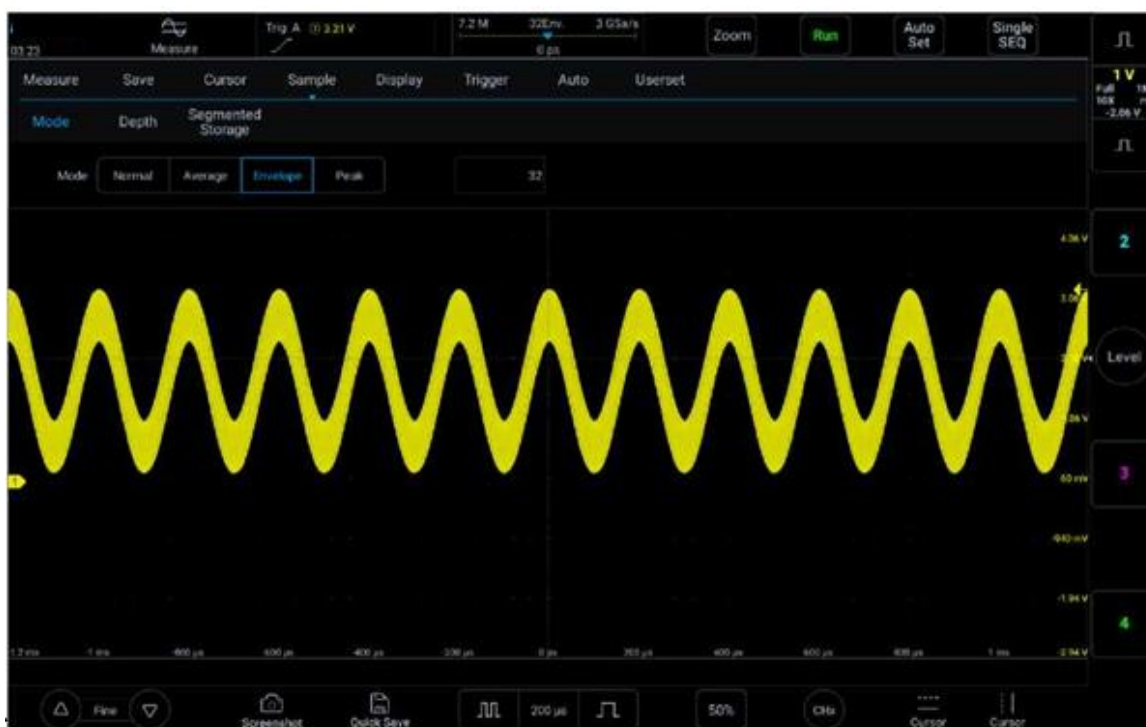 Trig. A ① 3.21 V
7.2 M 32Env. 3 GSa/s
Zoom
Run
Auto
Set
Single
SEQ
03:23
Measure
0 ps
Measure Save Cursor Sample Display Trigger Auto Userset
1 V
Full
10X
-2.06 V
Mode Depth Segmented
Storage
Mode Normal Average Envelope Peak 32
4.06 V
2
Level
1
60 mV
3
-940 mV
-1.94 V
4
-1 ms -800 µs -400 µs -200 µs 0 ps 200 µs 400 µs 600 µs 800 µs 1 ms -2.94 V
Fine
Screenshot
Quick Save
200 µs
50%
CHs
Cursor
Cursor